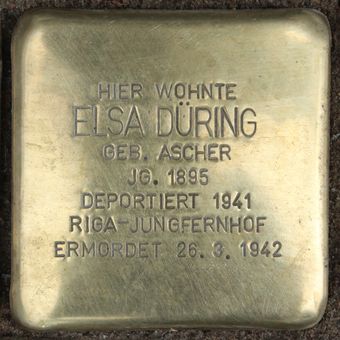 HIER WOHNTE
ELSA DÜRING
GEB. ASCHER
JG. 1895
DEPORTIERT 1941
RIGA-JUNGFERNHOF
ERMORDET 26. 3. 1942